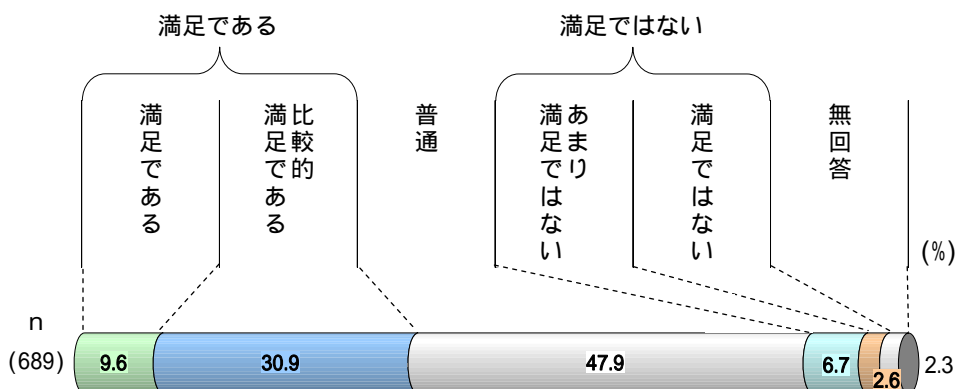 満足である
満足ではない
満足である
比較的
満足である
普通
あまり
満足ではない
満足ではない
無回答
(%)
n
(689)
9.6
30.9
47.9
6.7
2.6
2.3